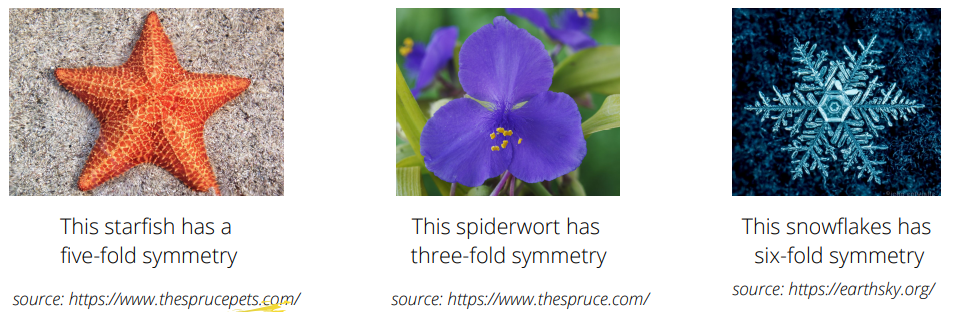 This starfish has a
five-fold symmetry
source: https://www.thesprucepets.com/
This spiderwort has
three-fold symmetry
source: https://www.thespruce.com/
This snowflakes has
six-fold symmetry
source: https://earthsky.org/